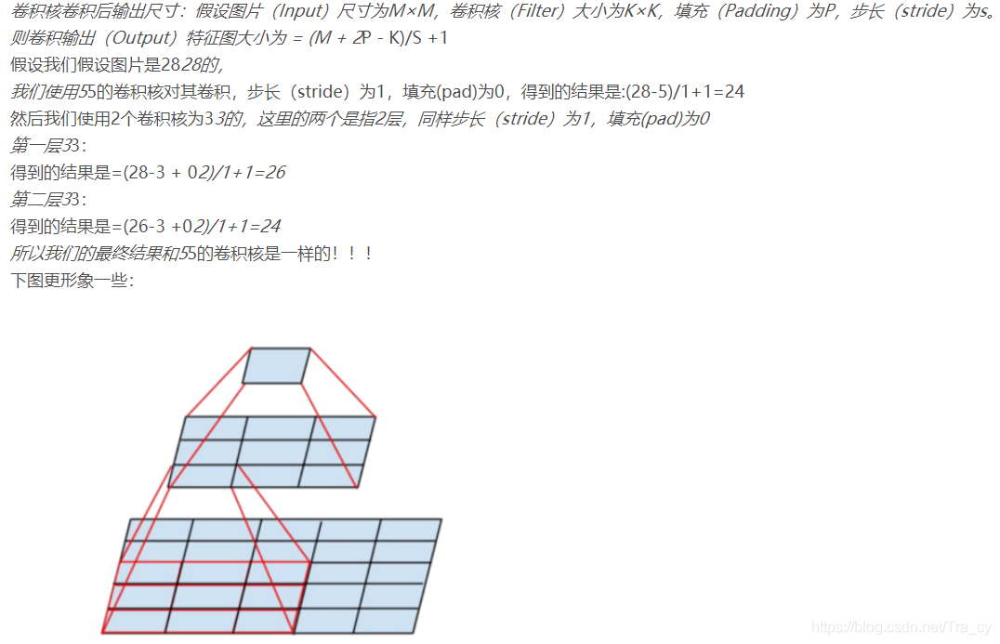 卷积核卷积后输出尺寸：假设图片（Input）尺寸为M×M，卷积核（Filter）大小为K×K，填充（Padding）为P，步长（stride）为s。
则卷积输出（Output）特征图大小为 = (M + 2P - K)/S +1
假设我们假设图片是2828的，
我们使用55的卷积核对其卷积，步长（stride）为1，填充(pad)为0，得到的结果是:(28-5)/1+1=24
然后我们使用2个卷积核为33的，这里的两个是指2层，同样步长（stride）为1，填充(pad)为0
第一层33：
得到的结果是=(28-3 + 02)/1+1=26
第二层33：
得到的结果是=(26-3 +02)/1+1=24
所以我们的最终结果和55的卷积核是一样的！！！
下图更形象一些：
https://blog.csdn.net/Tra_cy